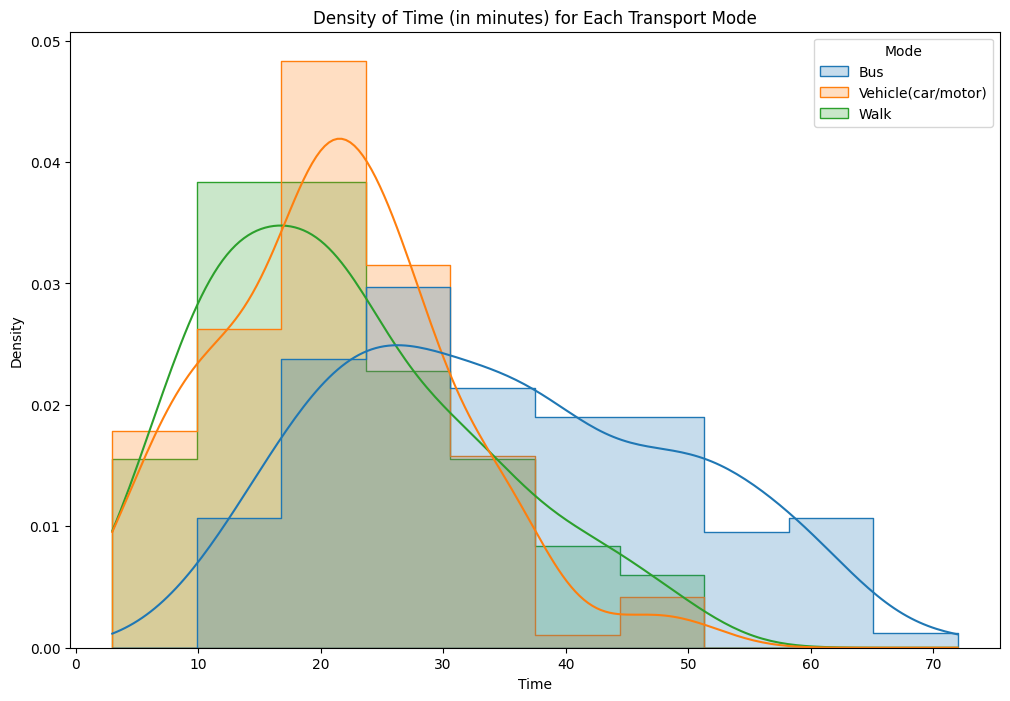 Density of Time (in minutes) for Each Transport Mode
Mode
Bus
Vehicle(car/motor)
Walk
0.05
0.04
0.03
0.02
0.01
0.00
Density
0 10 20 30 40 50 60 70
Time